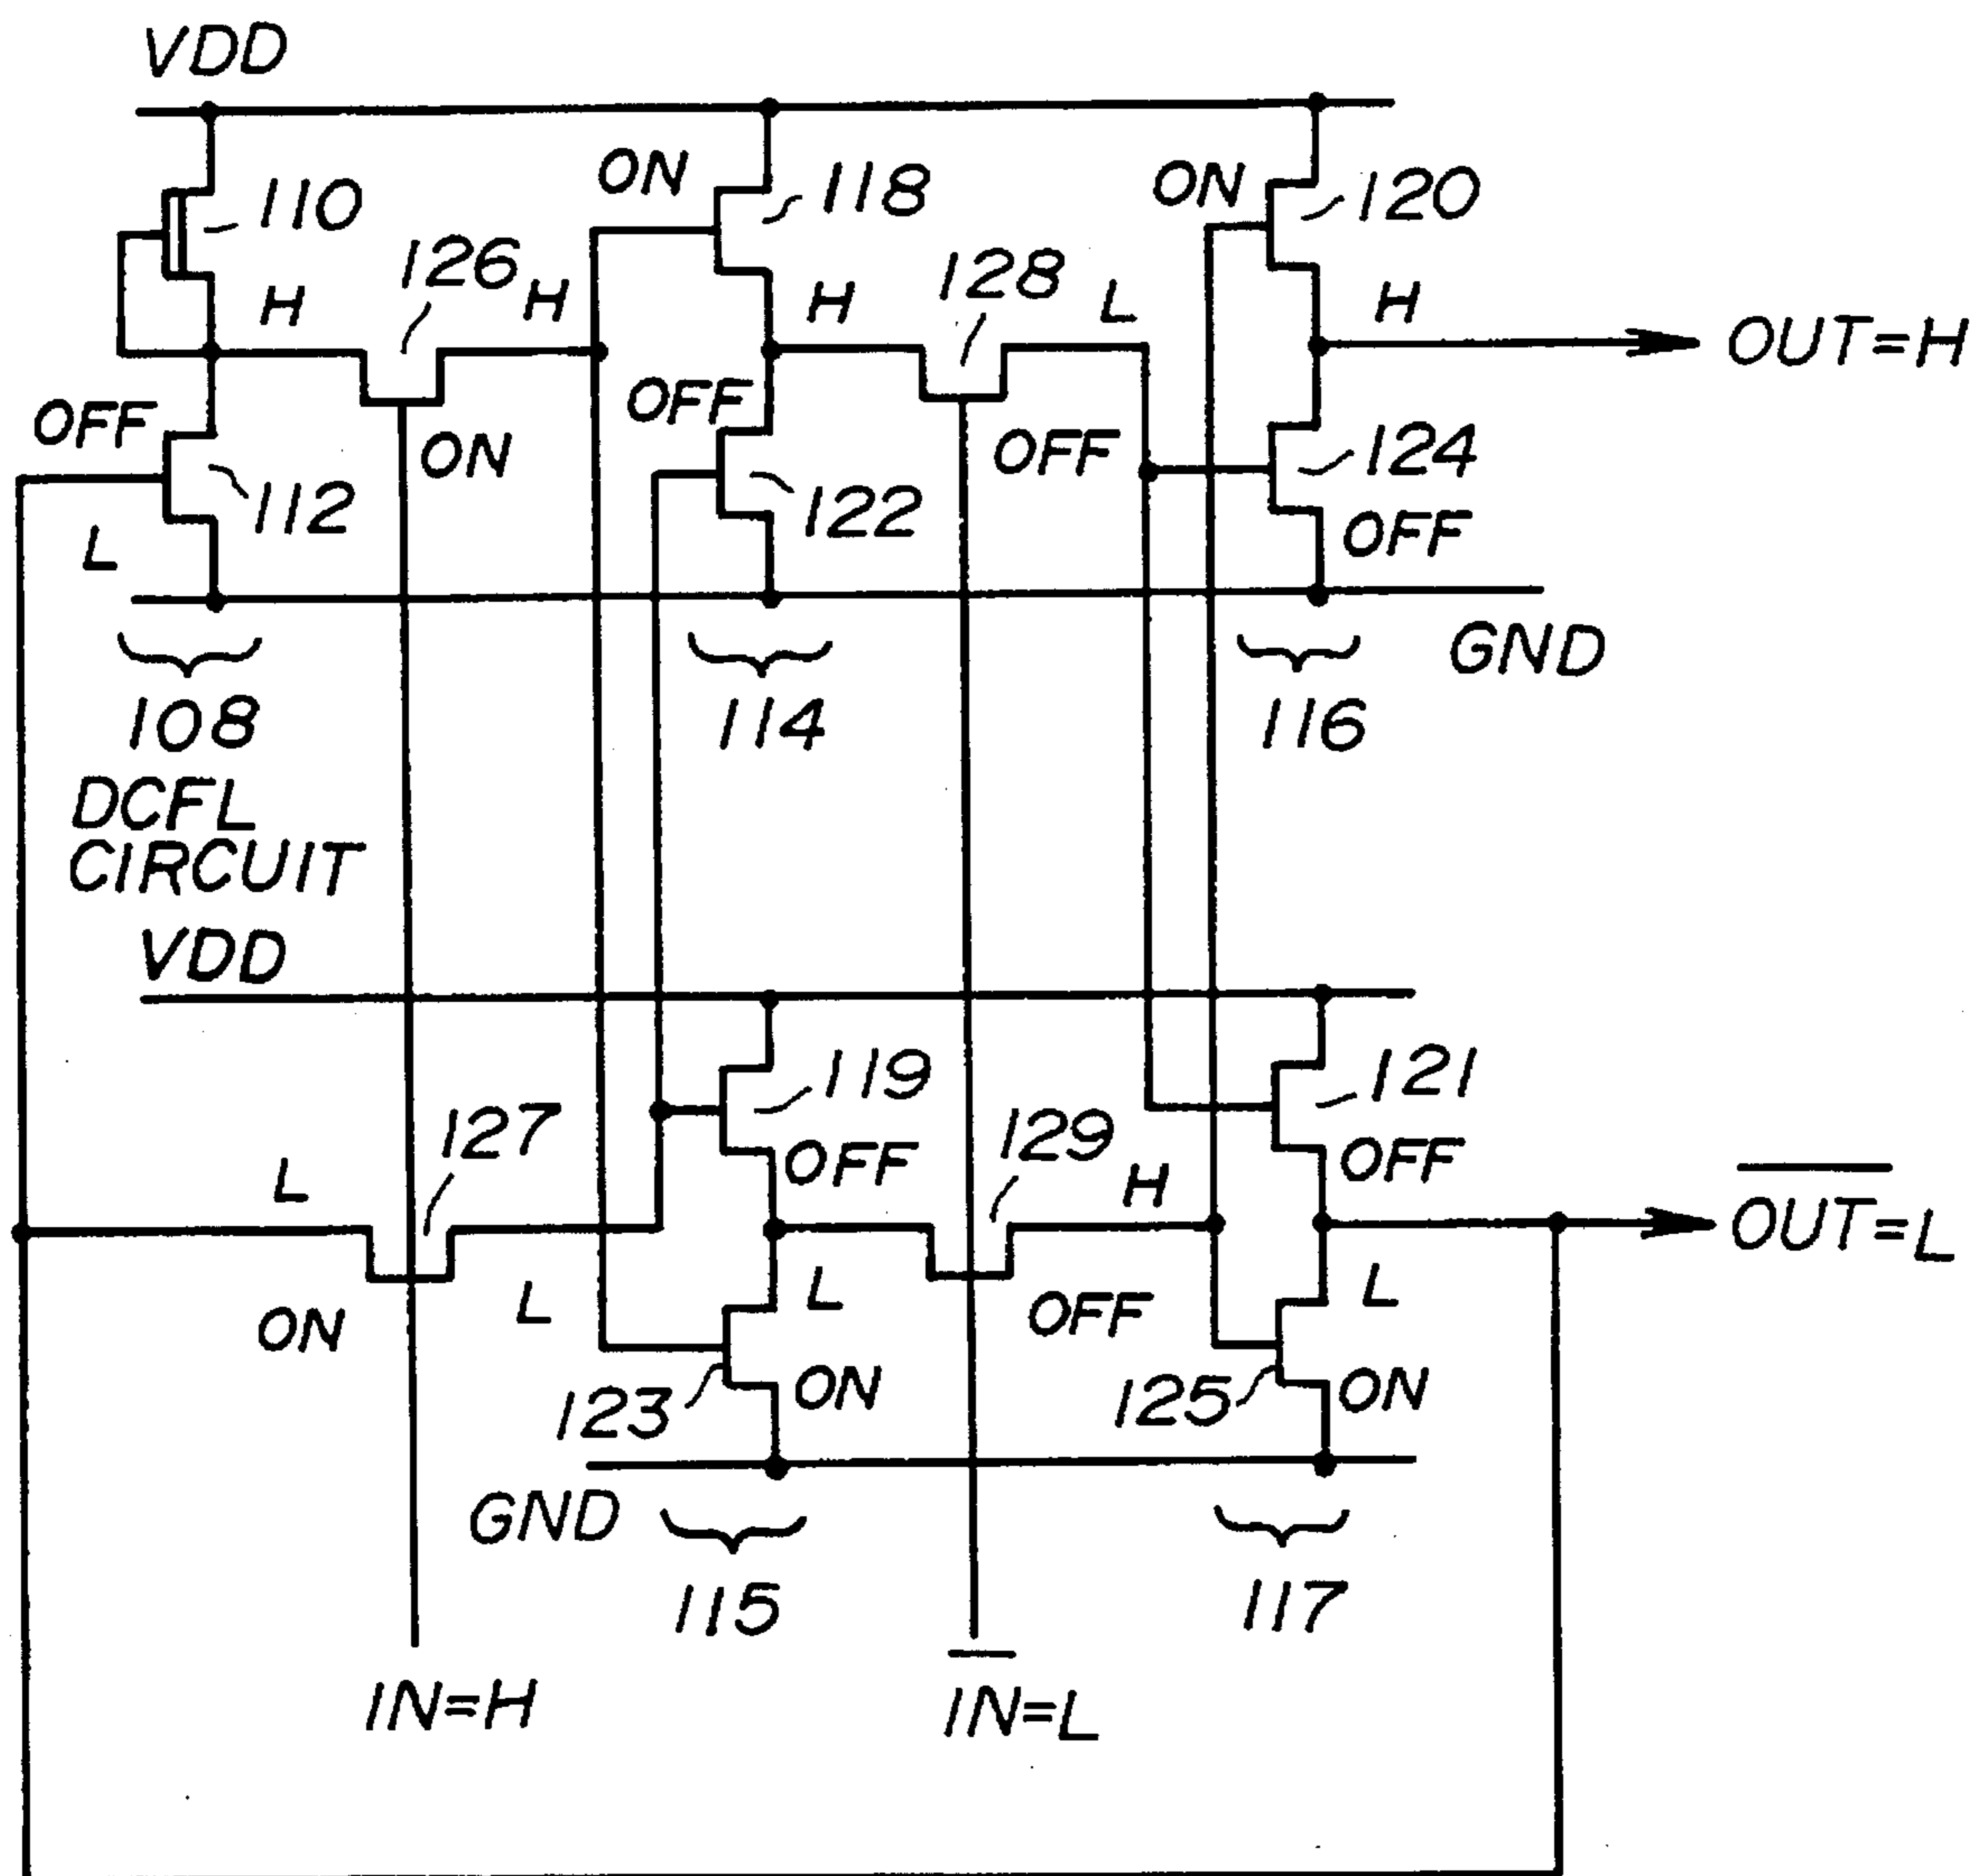 VDD
110
ON
118
ON
120
126
H
H
H
128
L
H
OUT=H
OFF
ON
112
L
OFF
122
OFF
124
OFF
GND
108
DCFL
CIRCUIT
114
116
VDD
119
OFF
121
OFF
127
L
ON
L
129
H
OUT=L
L
OFF
L
123
ON
125
ON
GND
115
117
IN=H
IN=L